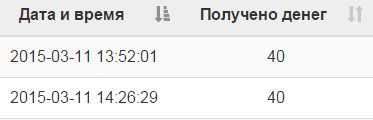 Дата и время Получено денег
2015-03-11 13:52:01 40
2015-03-11 14:26:29 40